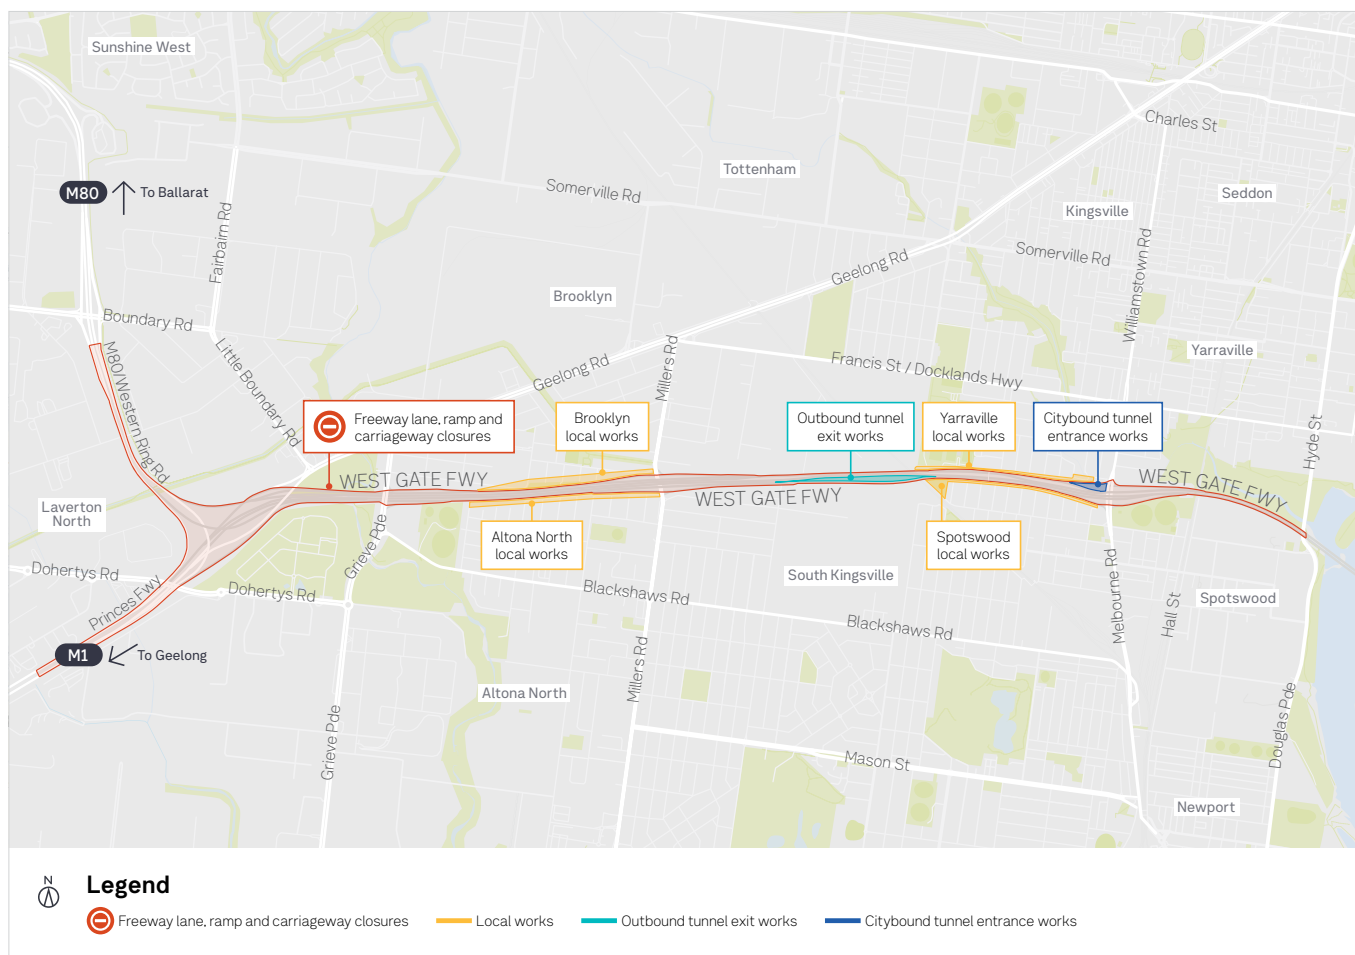 Sunshine West
Charles St
Tottenham
M80
To Ballarat
Somerville Rd
Seddon
Kingsville
Fairbairn Rd
Williamstown Rd
Somerville Rd
Geelong Rd
Brooklyn
Boundary Rd
M80/Western Ring Rd
Little Boundary Rd
Millers Rd
Yarraville
Geelong Rd
Francis St / Docklands Hwy
Freeway lane, ramp and
carriageway closures
Brooklyn
local works
Outbound tunnel
exit works
Yarraville
local works
Citybound tunnel
entrance works
Hyde St
WEST GATE FWY
WEST GATE FWY
WEST GATE FWY
Laverton
North
Altona North
local works
Spotswood
local works
Grieve Pde
Dohertys Rd
Dohertys Rd
Princes Fwy
South Kingsville
Blackshaws Rd
Blackshaws Rd
Melbourne Rd
Hall St
Spotswood
M1
To Geelong
Millers Rd
Altona North
Grieve Pde
Douglas Pde
Mason St
Newport
N
Legend
Freeway lane, ramp and carriageway closures
Local works
Outbound tunnel exit works
Citybound tunnel entrance works